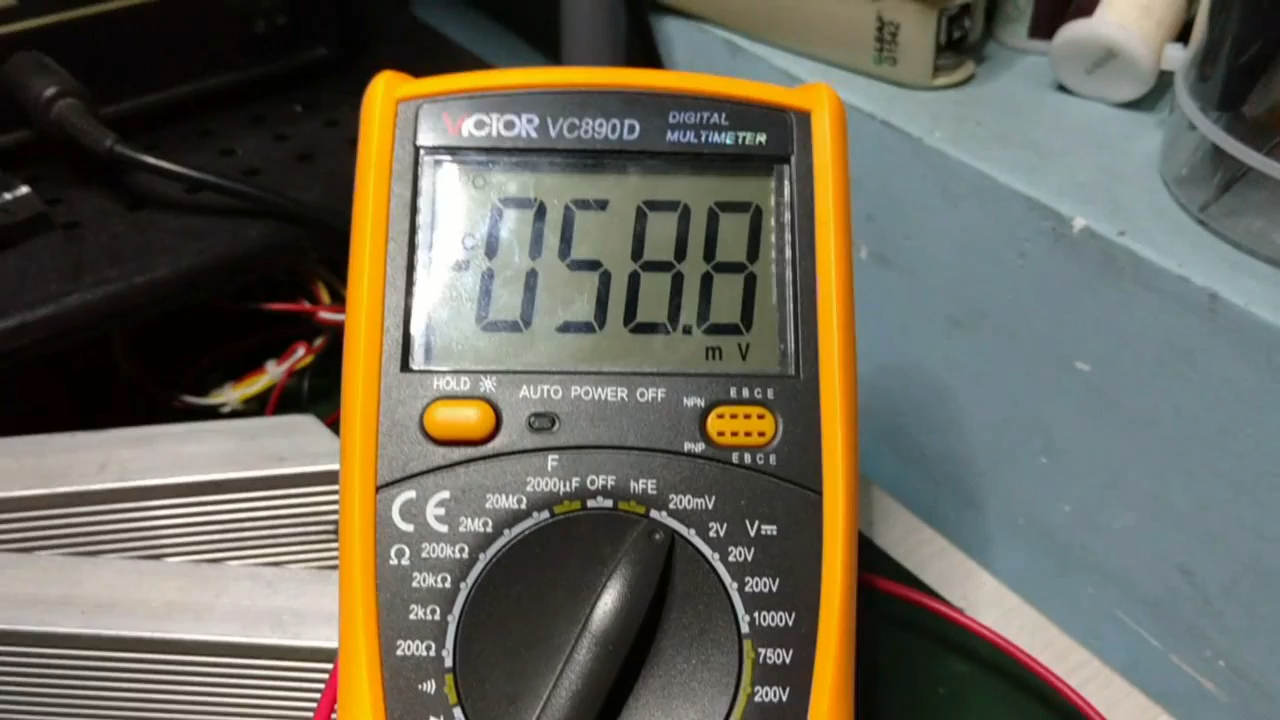 VICTOR VC890D
DIGITAL
MULTIMETER
-058.8
m V
HOLD
AUTO POWER OFF
E B C E
NPN
PNP
E B C E
F
2000μF
OFF
hFE
200mV
2V
V
20V
200V
1000V
750V
200V
20MΩ
2MΩ
Ω
200kΩ
20kΩ
2kΩ
200Ω
CE